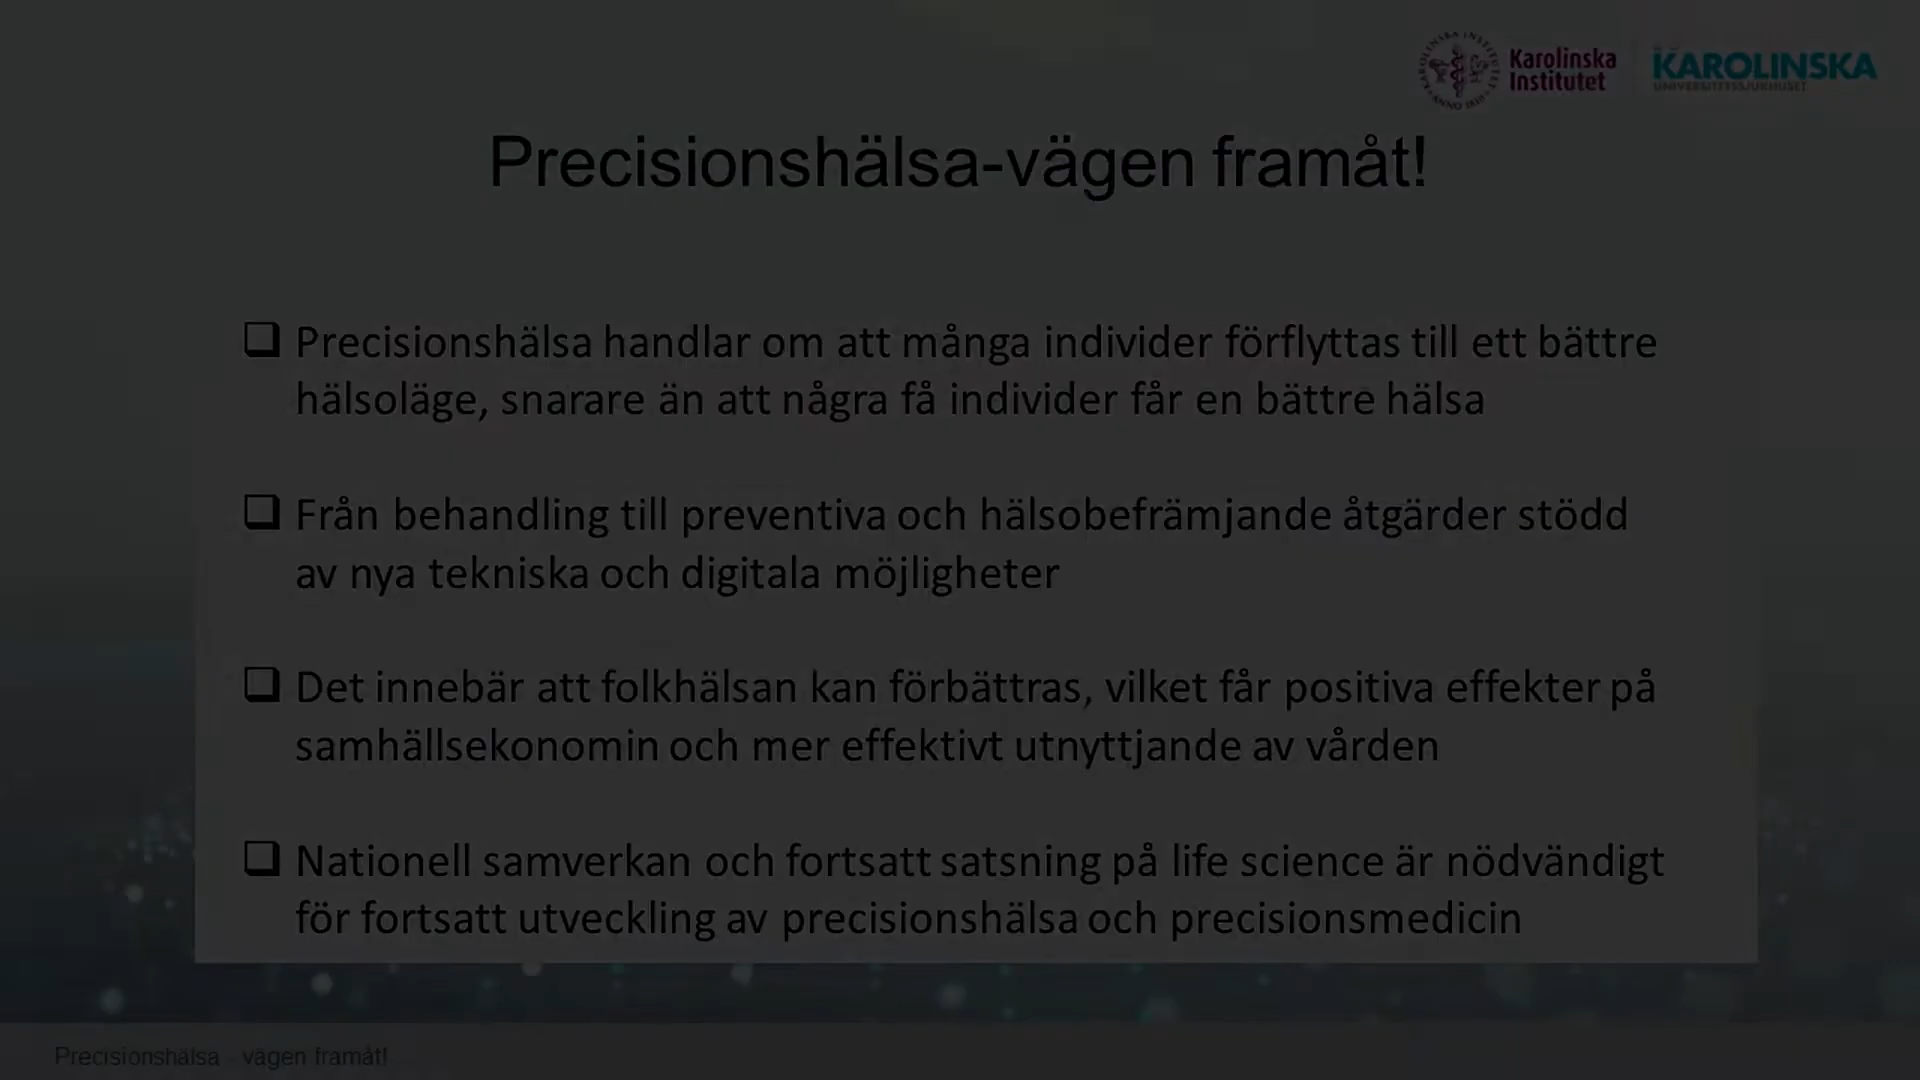 Karolinska
Institutet
KAROLINSKA
UNIVERSITETSSJUKHUSET
Precisionshälsa-vägen framåt!
Precisionshälsa handlar om att många individer förflyttas till ett bättre
hälsoläge, snarare än att några få individer får en bättre hälsa
Från behandling till preventiva och hälsobefrämjande åtgärder stödd
av nya tekniska och digitala möjligheter
Det innebär att folkhälsan kan förbättras, vilket får positiva effekter på
samhällsekonomin och mer effektivt utnyttjande av vården
Nationell samverkan och fortsatt satsning på life science är nödvändigt
för fortsatt utveckling av precisionshälsa och precisionsmedicin
Precisionshälsa - vägen framåt!